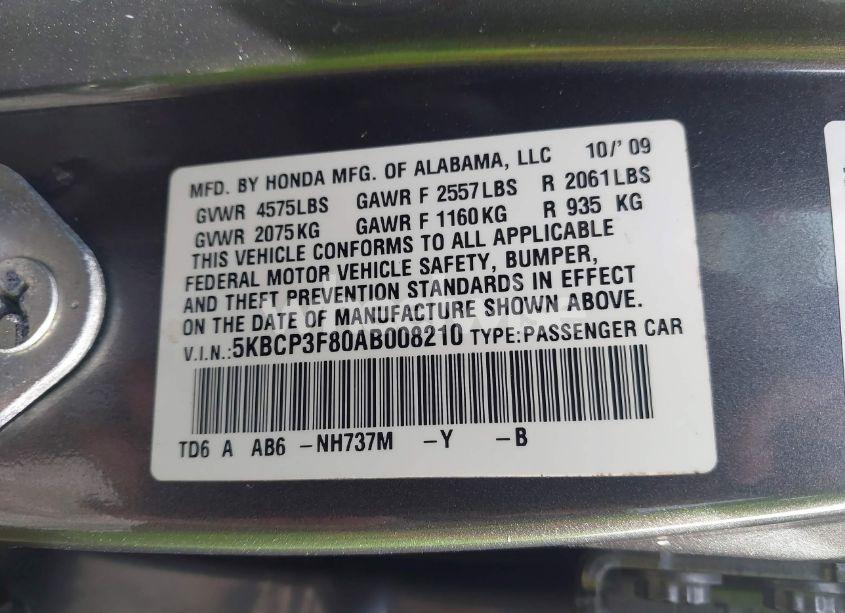 MFD. BY HONDA MFG. OF ALABAMA, LLC 10/' 09
GVWR 4575LBS GAWR F 2557LBS R 2061LBS
GVWR 2075KG GAWR F 1160KG R 935 KG
THIS VEHICLE CONFORMS TO ALL APPLICABLE
FEDERAL MOTOR VEHICLE SAFETY, BUMPER,
AND THEFT PREVENTION STANDARDS IN EFFECT
ON THE DATE OF MANUFACTURE SHOWN ABOVE.
V.I.N.:5KBCP3F80AB008210 TYPE:PASSENGER CAR
TD6 A AB6 -NH737M -Y -B